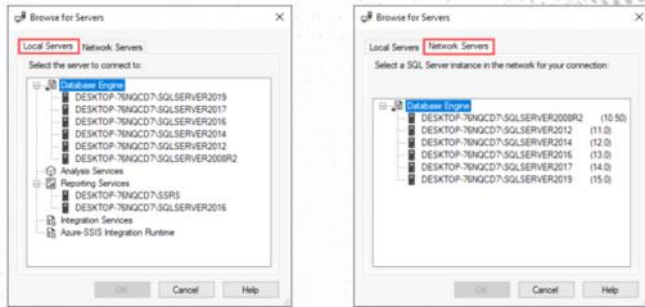 Browse for Servers
Local Servers Network Servers
Select the server to connect to:
Database Engine
DESKTOP-76NQCD7\SQLSERVER2019
DESKTOP-76NQCD7\SQLSERVER2017
DESKTOP-76NQCD7\SQLSERVER2016
DESKTOP-76NQCD7\SQLSERVER2014
DESKTOP-76NQCD7\SQLSERVER2012
DESKTOP-76NQCD7\SQLSERVER2008R2
Analysis Services
Reporting Services
DESKTOP-76NQCD7\SSRS
DESKTOP-76NQCD7\SQLSERVER2016
Integration Services
Azure-SSIS Integration Runtime
OK Cancel Help
Browse for Servers
Local Servers Network Servers
Select a SQL Server instance in the network for your connection:
Database Engine
DESKTOP-76NQCD7\SQLSERVER2008R2 (10.50)
DESKTOP-76NQCD7\SQLSERVER2012 (11.0)
DESKTOP-76NQCD7\SQLSERVER2014 (12.0)
DESKTOP-76NQCD7\SQLSERVER2016 (13.0)
DESKTOP-76NQCD7\SQLSERVER2017 (14.0)
DESKTOP-76NQCD7\SQLSERVER2019 (15.0)
OK Cancel Help